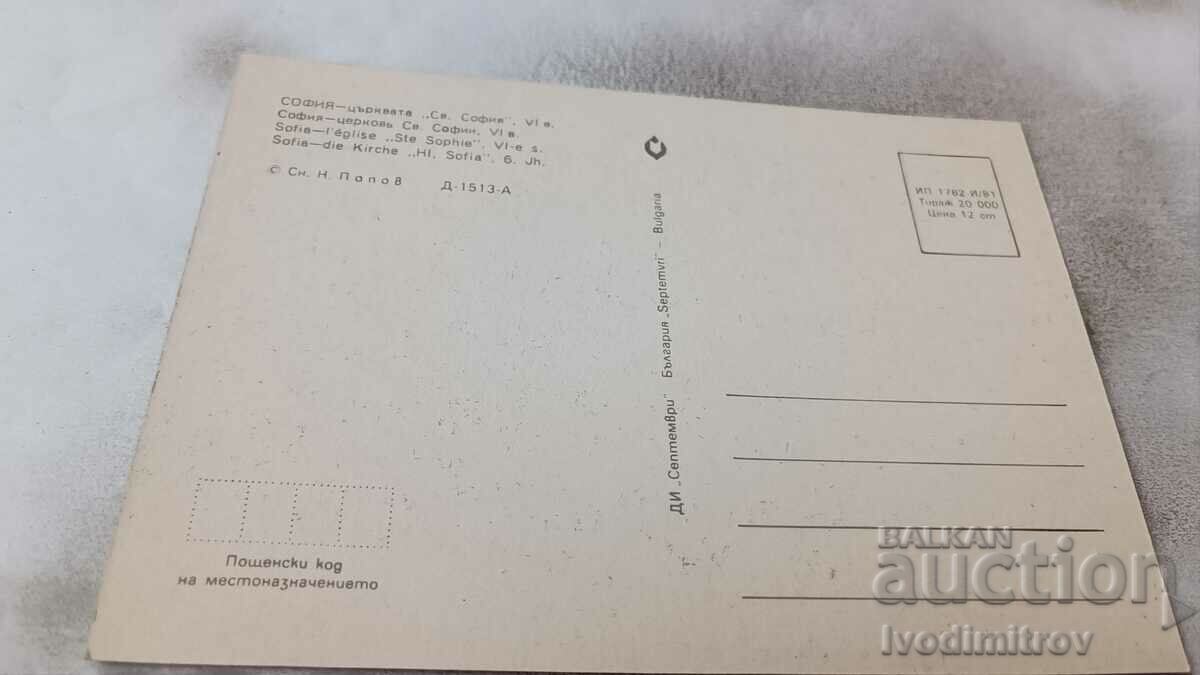 СОФИЯ—църквата „Св. София", VI в.
София—церковь Св. Софии, VI в.
Sofia—l'église „Ste Sophie", VI-e s.
Sofia—die Kirche „Hl. Sofia", 6. Jh.
© Сн. Н. Попов Д-1513-А
ДИ „Септември" България „Septemvri" – Bulgaria
ИП 1762-И/81
Тираж 20 000
Цена 12 ст
Пощенски код
на местоназначението
BALKAN
auction
Ivodimitrov